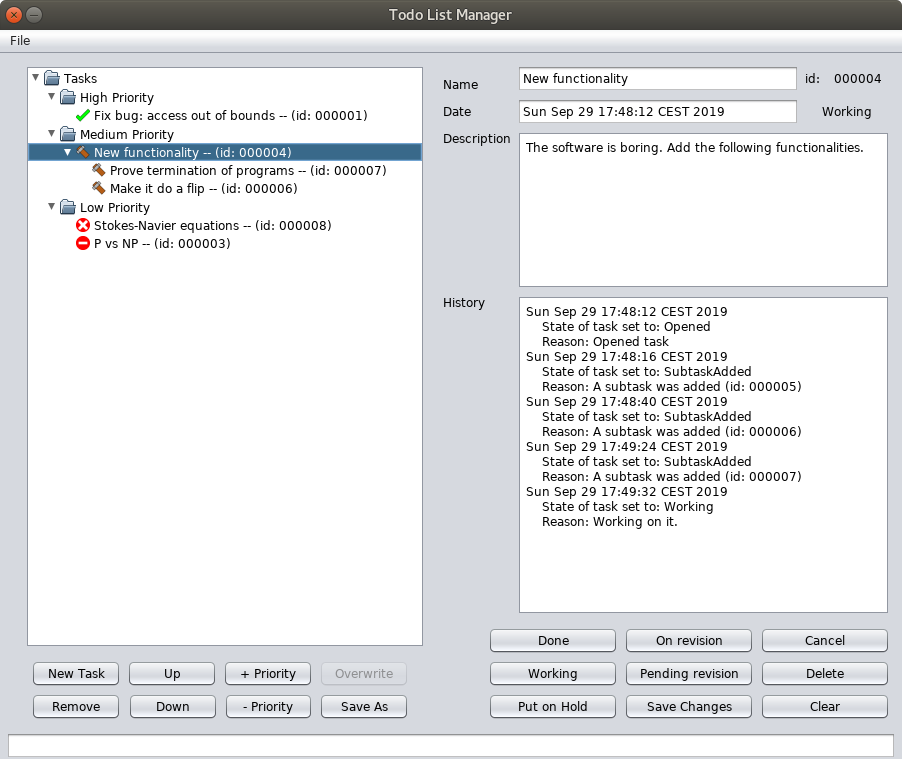 Todo List Manager
File
Tasks
High Priority
Fix bug: access out of bounds -- (id: 000001)
Medium Priority
New functionality -- (id: 000004)
Prove termination of programs -- (id: 000007)
Make it do a flip -- (id: 000006)
Low Priority
Stokes-Navier equations -- (id: 000008)
P vs NP -- (id: 000003)
New Task
Up
+ Priority
Overwrite
Remove
Down
- Priority
Save As
Name
New functionality
id:
000004
Date
Sun Sep 29 17:48:12 CEST 2019
Working
Description
The software is boring. Add the following functionalities.
History
Sun Sep 29 17:48:12 CEST 2019
State of task set to: Opened
Reason: Opened task
Sun Sep 29 17:48:16 CEST 2019
State of task set to: SubtaskAdded
Reason: A subtask was added (id: 000005)
Sun Sep 29 17:48:40 CEST 2019
State of task set to: SubtaskAdded
Reason: A subtask was added (id: 000006)
Sun Sep 29 17:49:24 CEST 2019
State of task set to: SubtaskAdded
Reason: A subtask was added (id: 000007)
Sun Sep 29 17:49:32 CEST 2019
State of task set to: Working
Reason: Working on it.
Done
On revision
Cancel
Working
Pending revision
Delete
Put on Hold
Save Changes
Clear